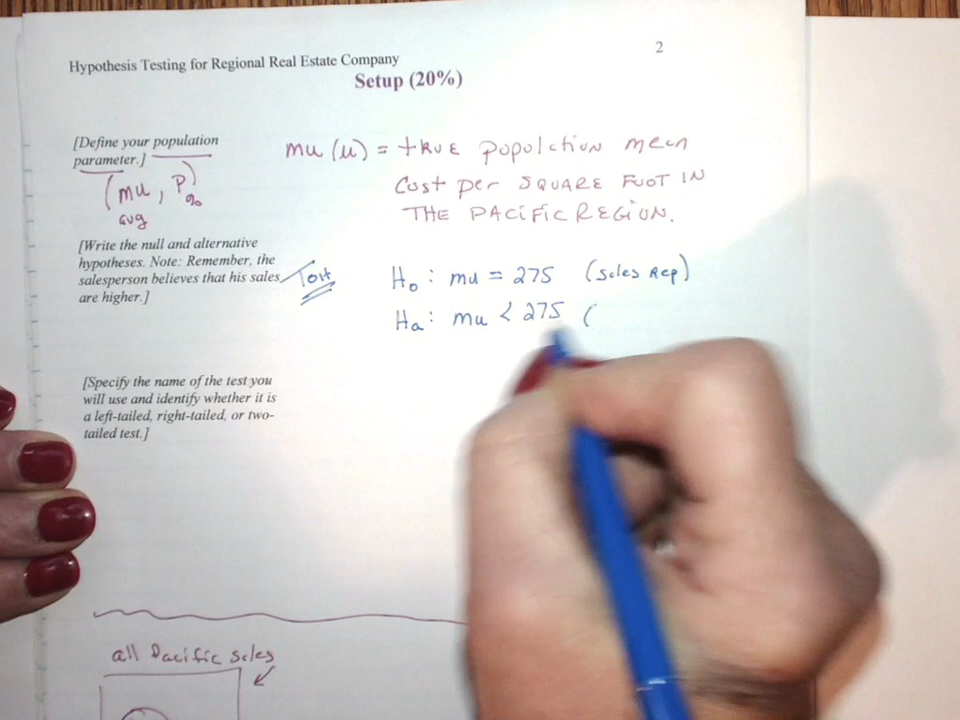 2
Hypothesis Testing for Regional Real Estate Company
Setup (20%)
[Define your population
parameter.]
(mu, P%)
avg
mu (µ) = TRUE population mean
Cost per SQUARE FOOT IN
THE PACIFIC REGION.
[Write the null and alternative
hypotheses. Note: Remember, the
salesperson believes that his sales
are higher.]
H₀: mu = 275 (Sales Rep)
Ha: mu < 275 (
[Specify the name of the test you
will use and identify whether it is
a left-tailed, right-tailed, or two-
tailed test.]
all Pacific Sales